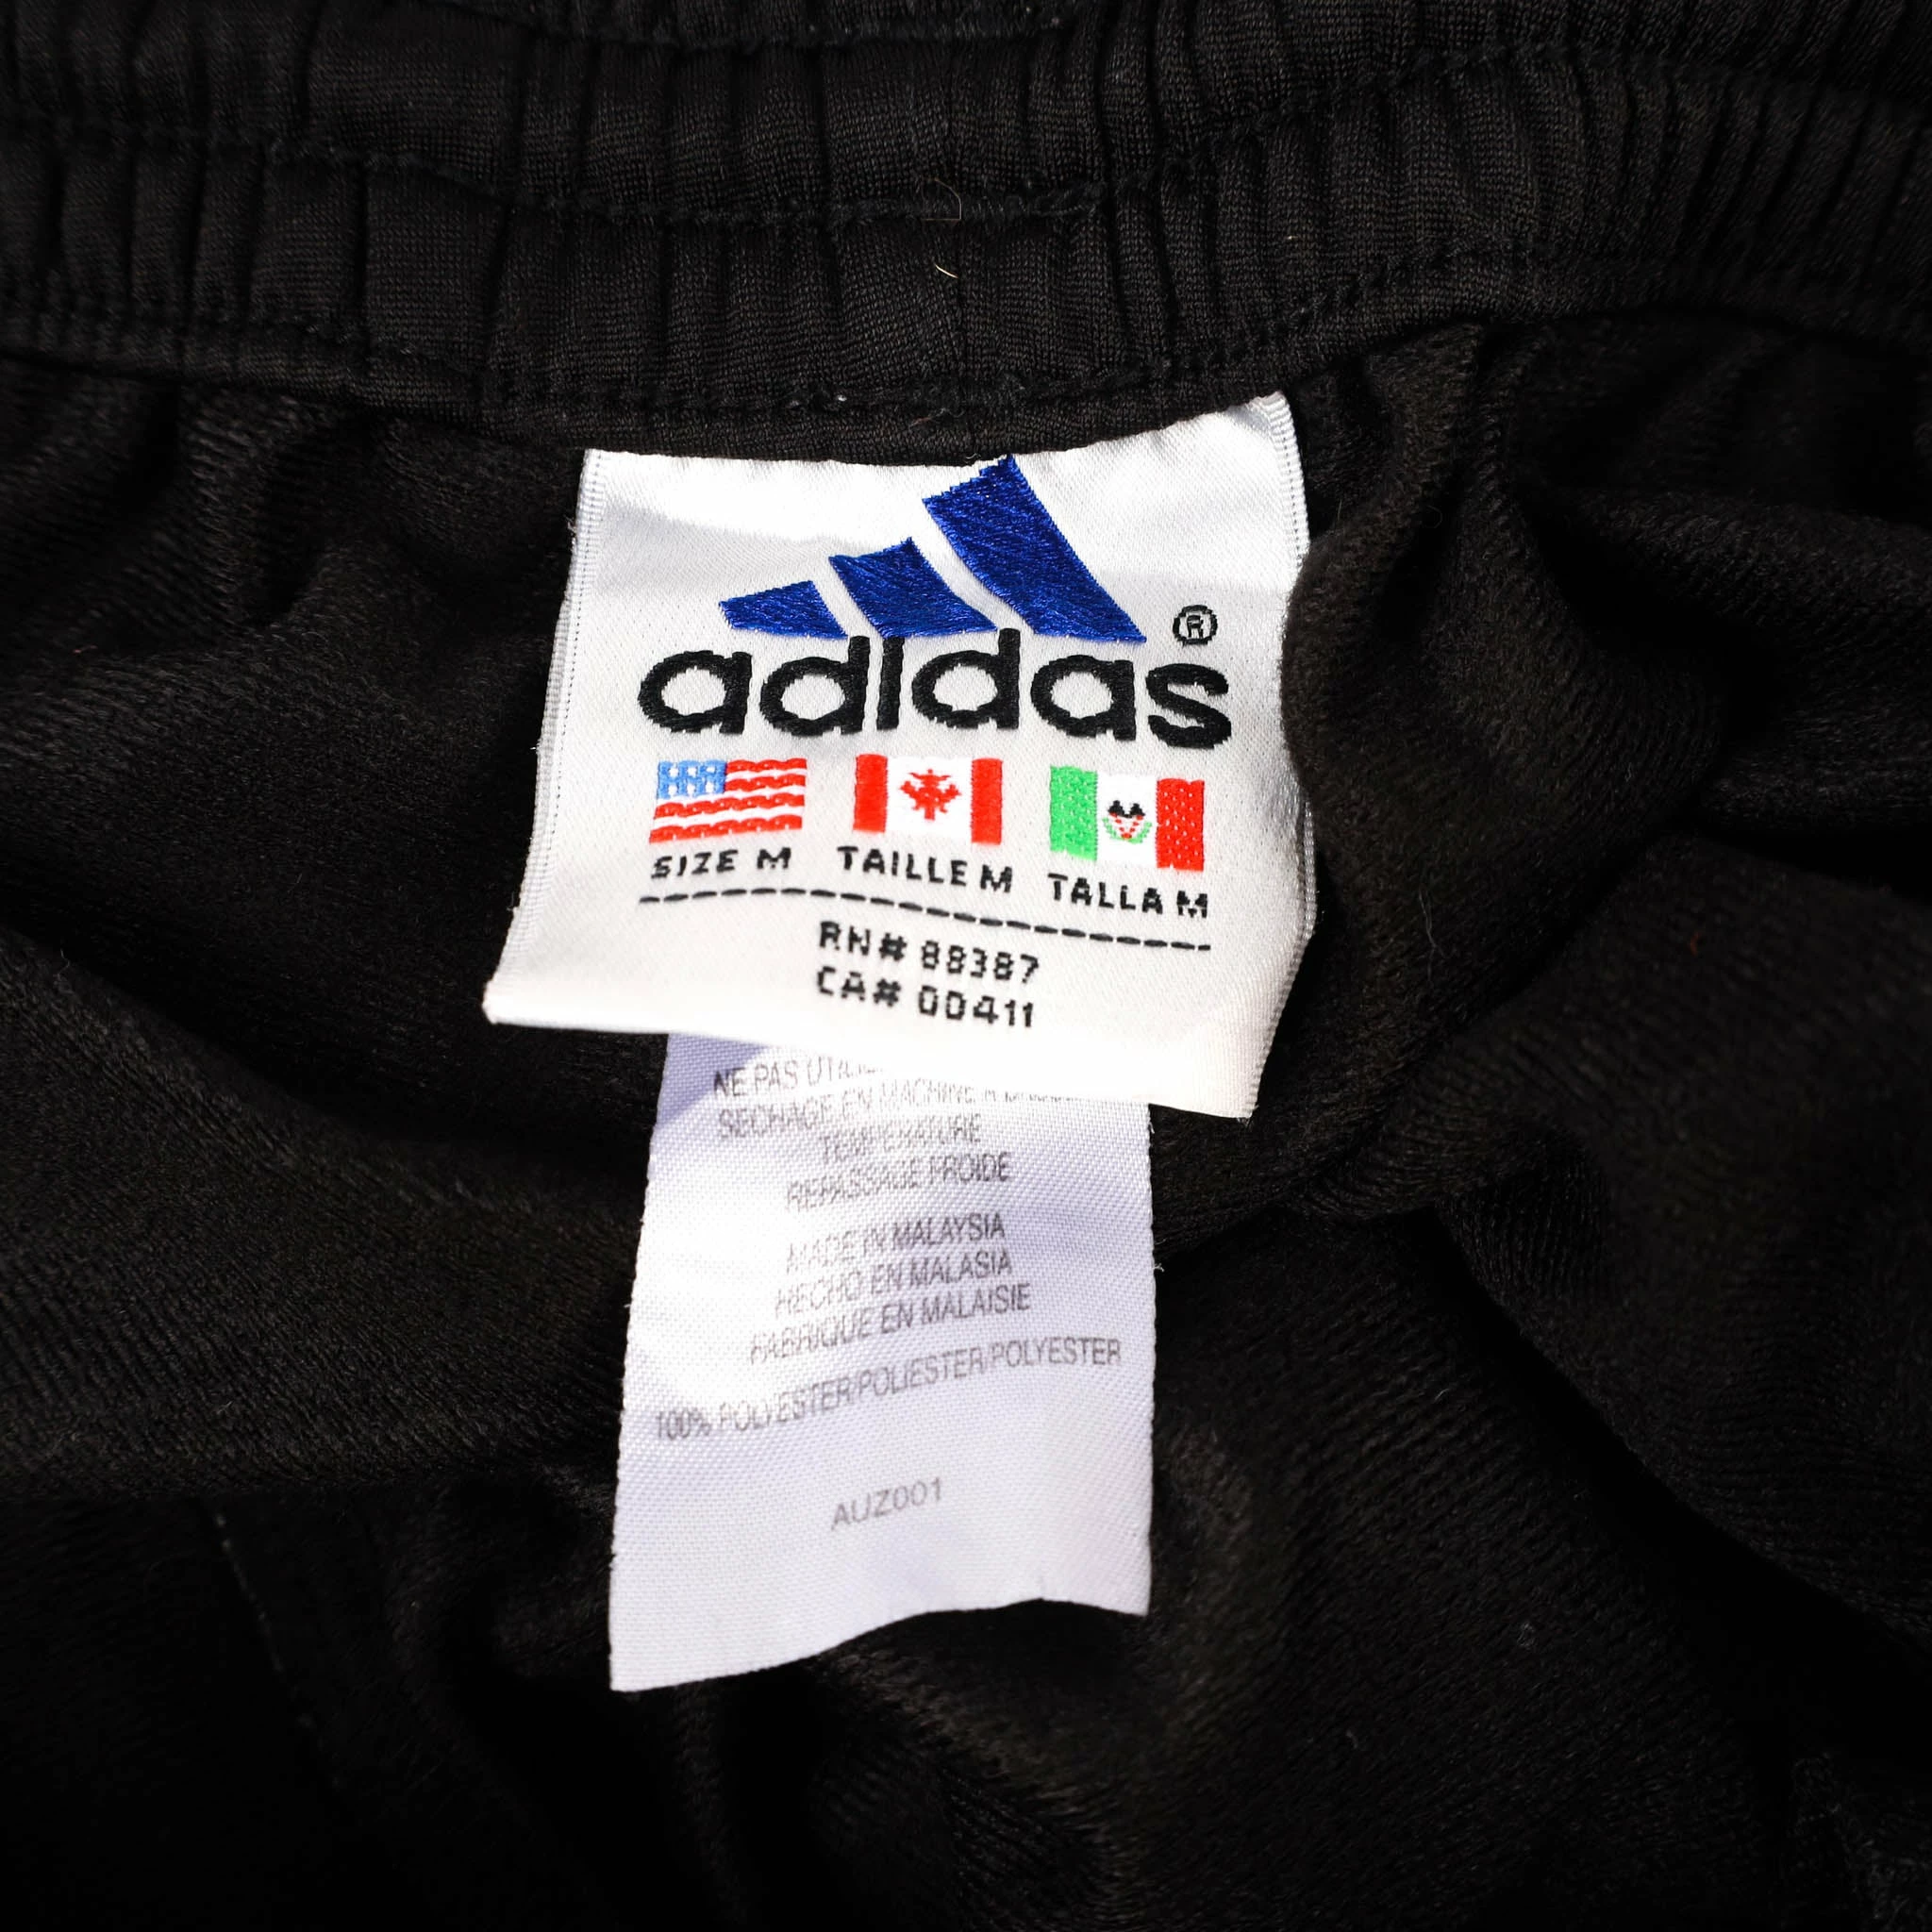 adidas ®
SIZE M TAILLE M TALLA M
RN# 88387
CA# 00411
NE PAS
SECHAGE EN MACHINE
TEMPERATURE
REPASSAGE FROIDE
MADE IN MALAYSIA
HECHO EN MALASIA
FABRIQUE EN MALAISIE
100% POLYESTER/POLIESTER/POLYESTER
AUZ001